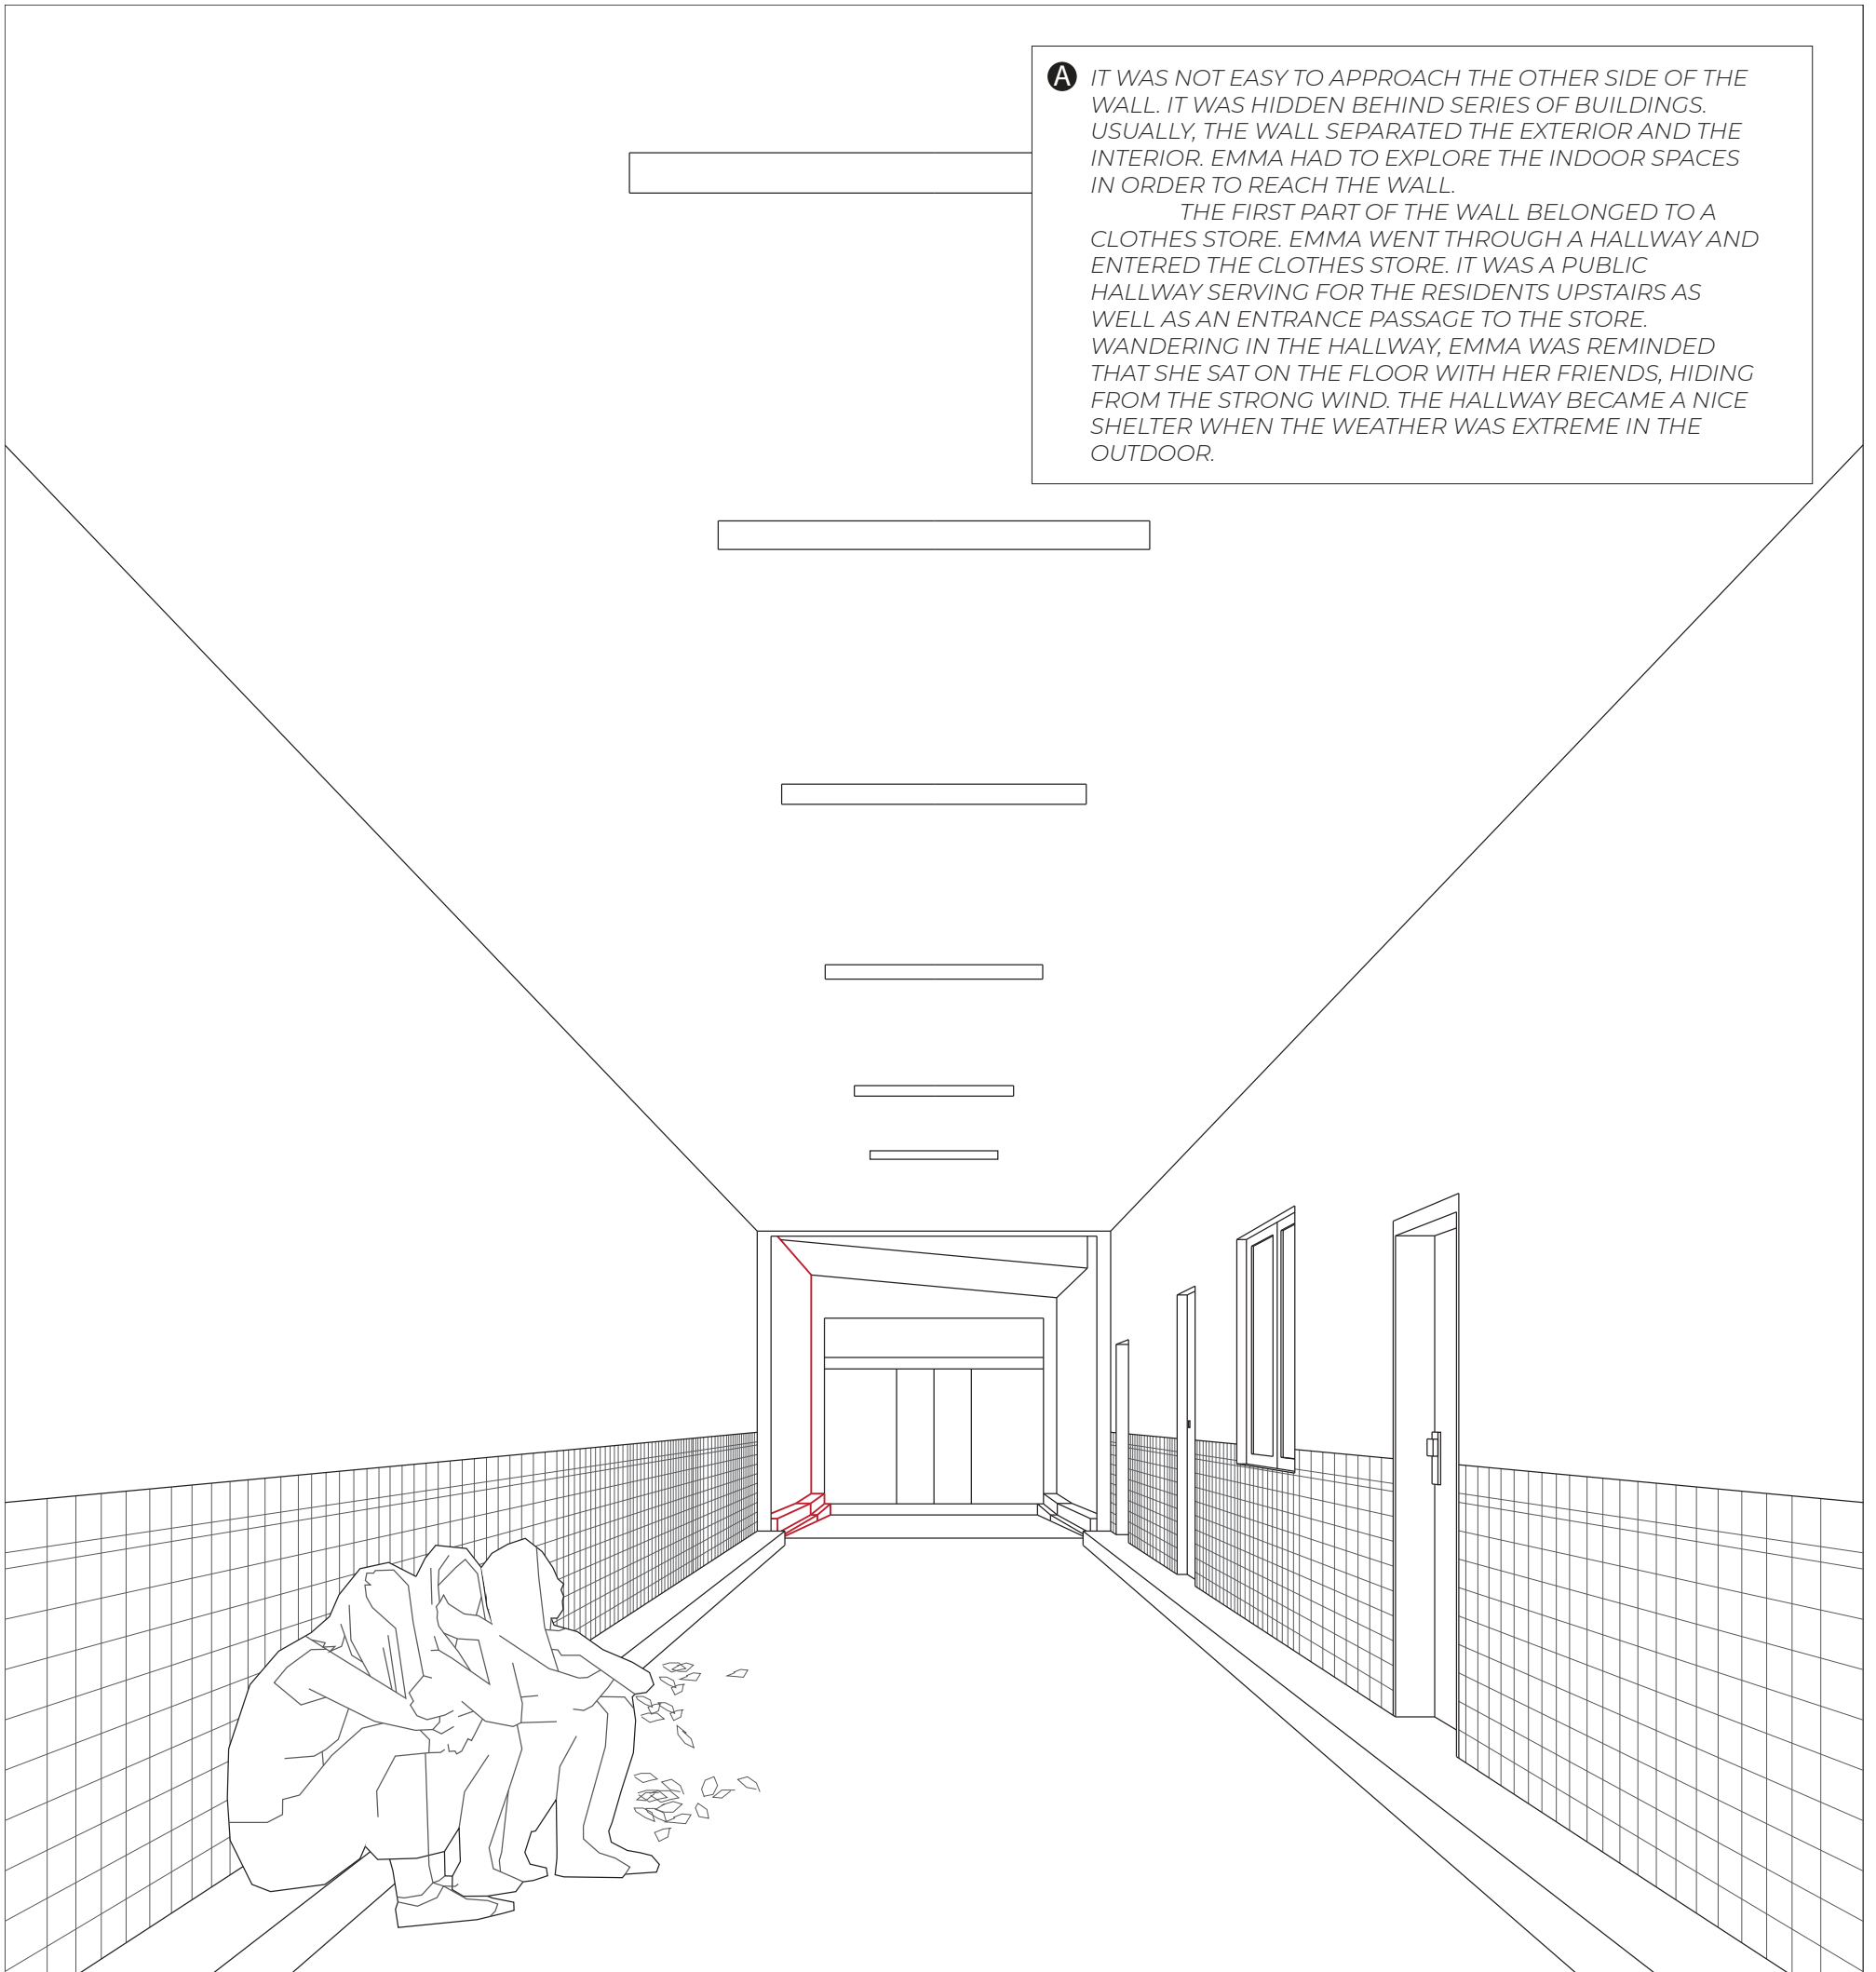 A IT WAS NOT EASY TO APPROACH THE OTHER SIDE OF THE
WALL. IT WAS HIDDEN BEHIND SERIES OF BUILDINGS.
USUALLY, THE WALL SEPARATED THE EXTERIOR AND THE
INTERIOR. EMMA HAD TO EXPLORE THE INDOOR SPACES
IN ORDER TO REACH THE WALL.
THE FIRST PART OF THE WALL BELONGED TO A
CLOTHES STORE. EMMA WENT THROUGH A HALLWAY AND
ENTERED THE CLOTHES STORE. IT WAS A PUBLIC
HALLWAY SERVING FOR THE RESIDENTS UPSTAIRS AS
WELL AS AN ENTRANCE PASSAGE TO THE STORE.
WANDERING IN THE HALLWAY, EMMA WAS REMINDED
THAT SHE SAT ON THE FLOOR WITH HER FRIENDS, HIDING
FROM THE STRONG WIND. THE HALLWAY BECAME A NICE
SHELTER WHEN THE WEATHER WAS EXTREME IN THE
OUTDOOR.